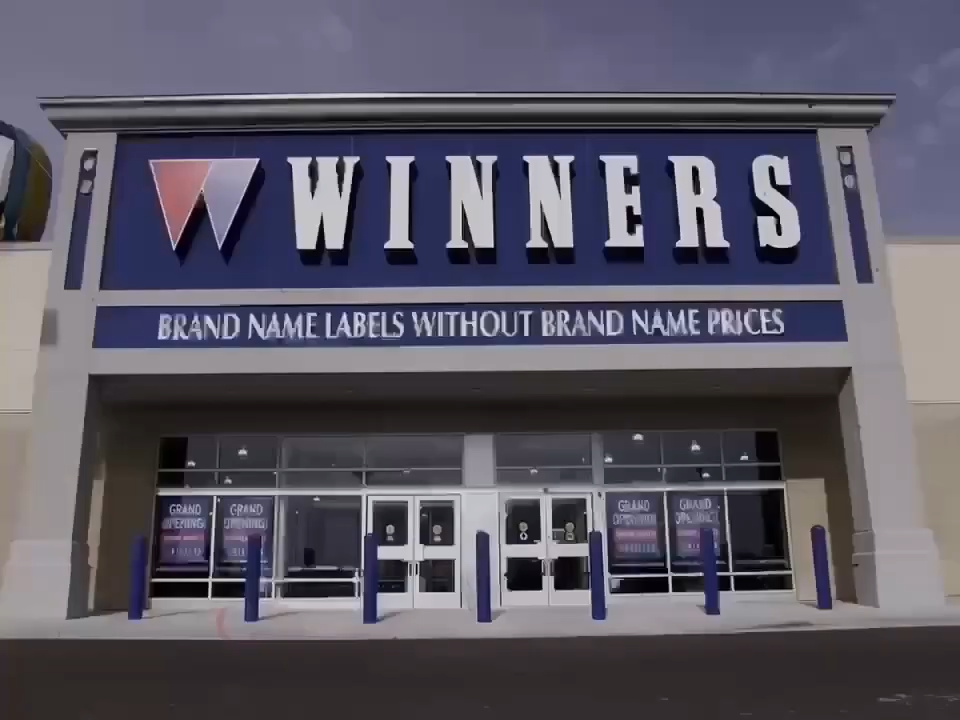 WINNERS
BRAND NAME LABELS WITHOUT BRAND NAME PRICES
GRAND
OPENING!
GRAND
OPENING!
GRAND
OPENING!
GRAND
OPENING!